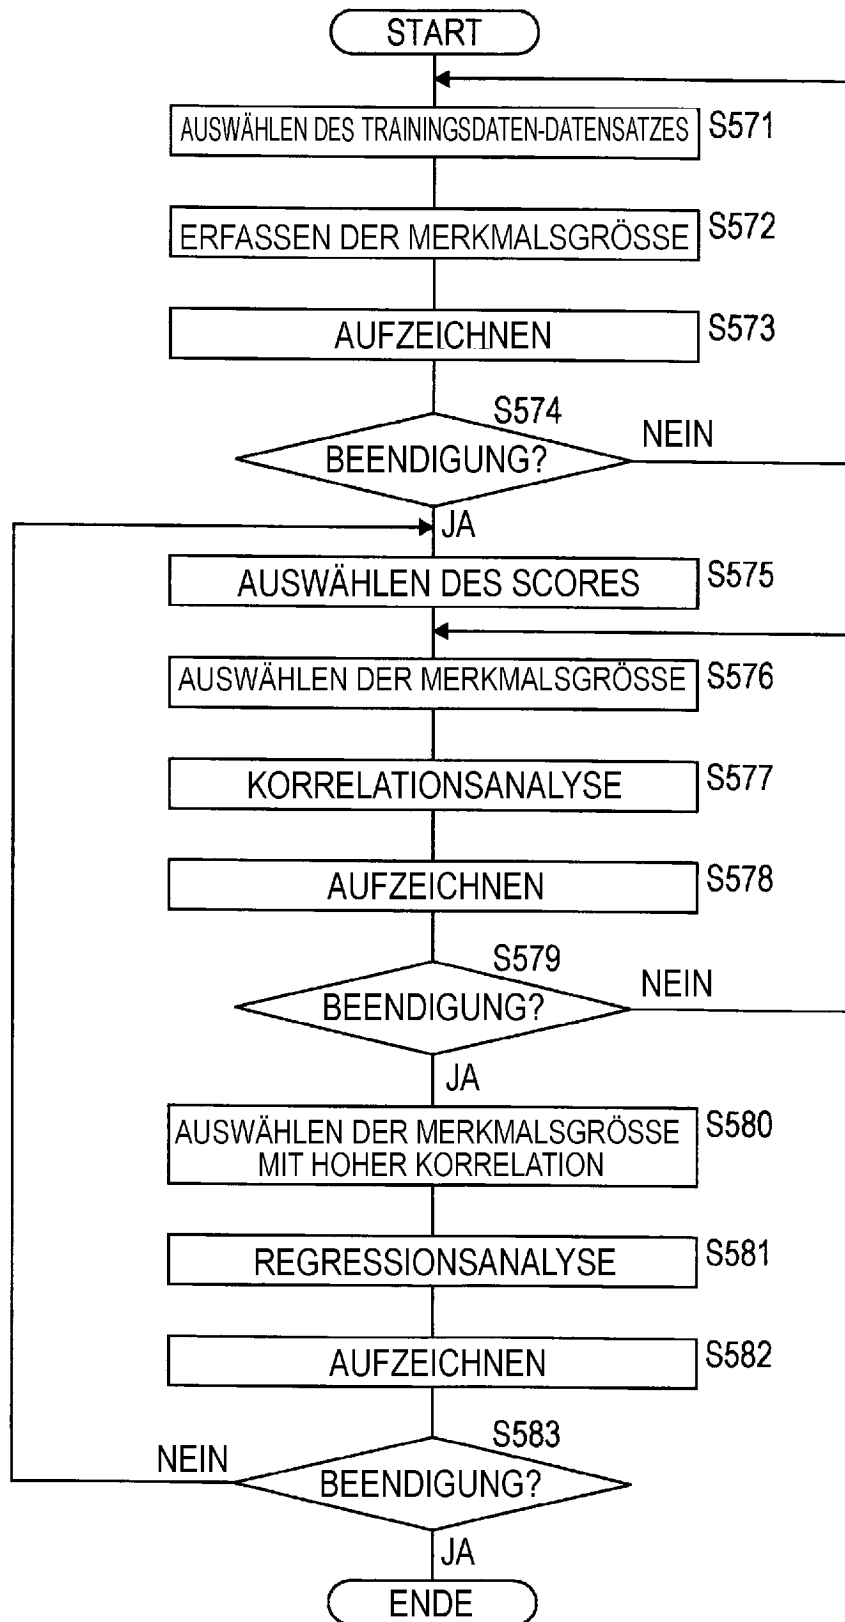 START
AUSWÄHLEN DES TRAININGSDATEN-DATENSATZES
S571
ERFASSEN DER MERKMALSGRÖSSE
S572
AUFZEICHNEN
S573
S574
BEENDIGUNG?
NEIN
JA
AUSWÄHLEN DES SCORES
S575
AUSWÄHLEN DER MERKMALSGRÖSSE
S576
KORRELATIONSANALYSE
S577
AUFZEICHNEN
S578
S579
BEENDIGUNG?
NEIN
JA
AUSWÄHLEN DER MERKMALSGRÖSSE
MIT HOHER KORRELATION
S580
REGRESSIONSANALYSE
S581
AUFZEICHNEN
S582
S583
NEIN
BEENDIGUNG?
JA
ENDE